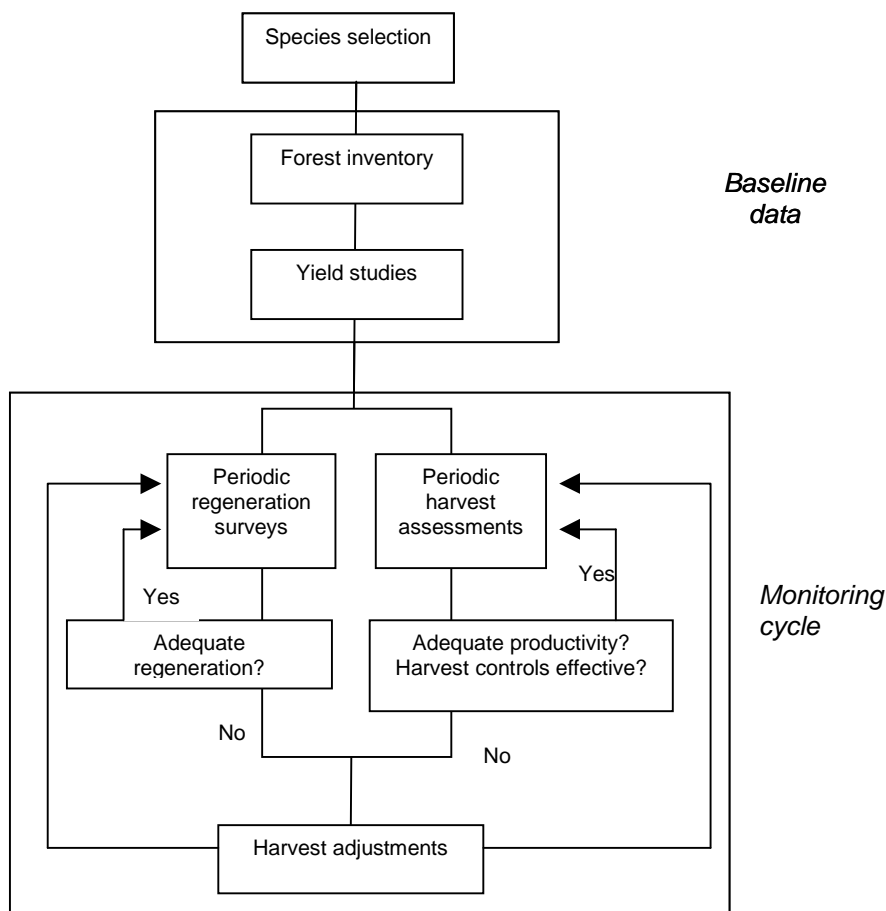 Species selection
Forest inventory
Baseline
data
Yield studies
Periodic
regeneration
surveys
Periodic
harvest
assessments
Yes
Yes
Monitoring
cycle
Adequate
regeneration?
Adequate productivity?
Harvest controls effective?
No
No
Harvest adjustments